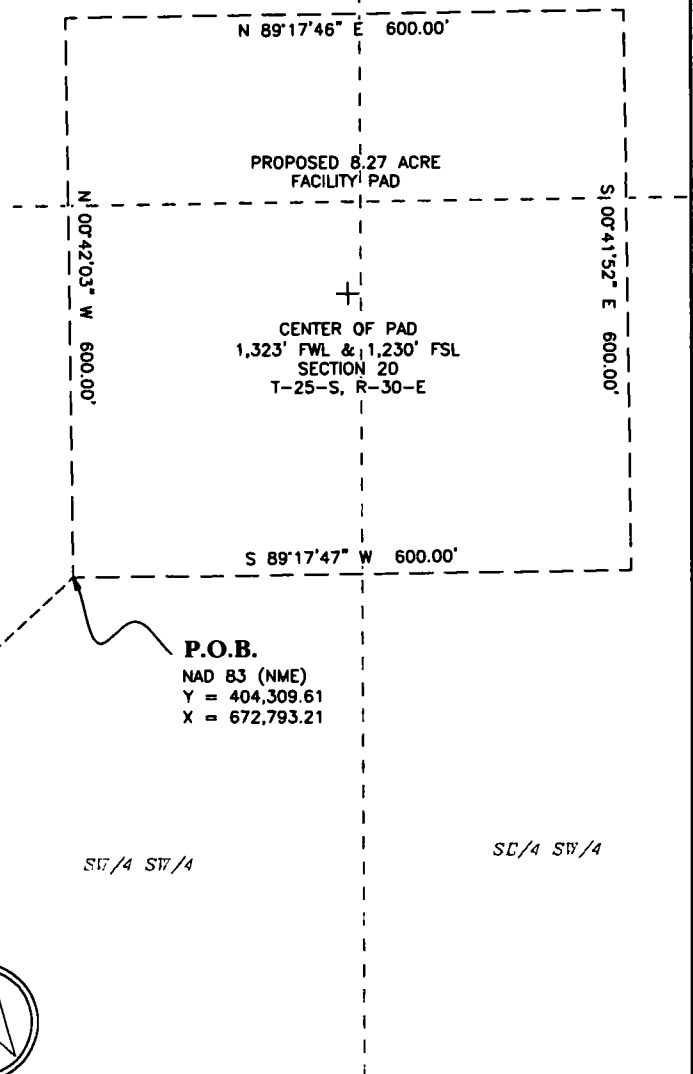 N 89°17'46" E 600.00'
PROPOSED 8.27 ACRE
FACILITY PAD
N 00°42'03" W 600.00'
S 00°41'52" E 600.00'
CENTER OF PAD
1,323' FWL & 1,230' FSL
SECTION 20
T-25-S, R-30-E
S 89°17'47" W 600.00'
P.O.B.
NAD 83 (NME)
Y = 404,309.61
X = 672,793.21
SW/4 SW/4
SE/4 SW/4